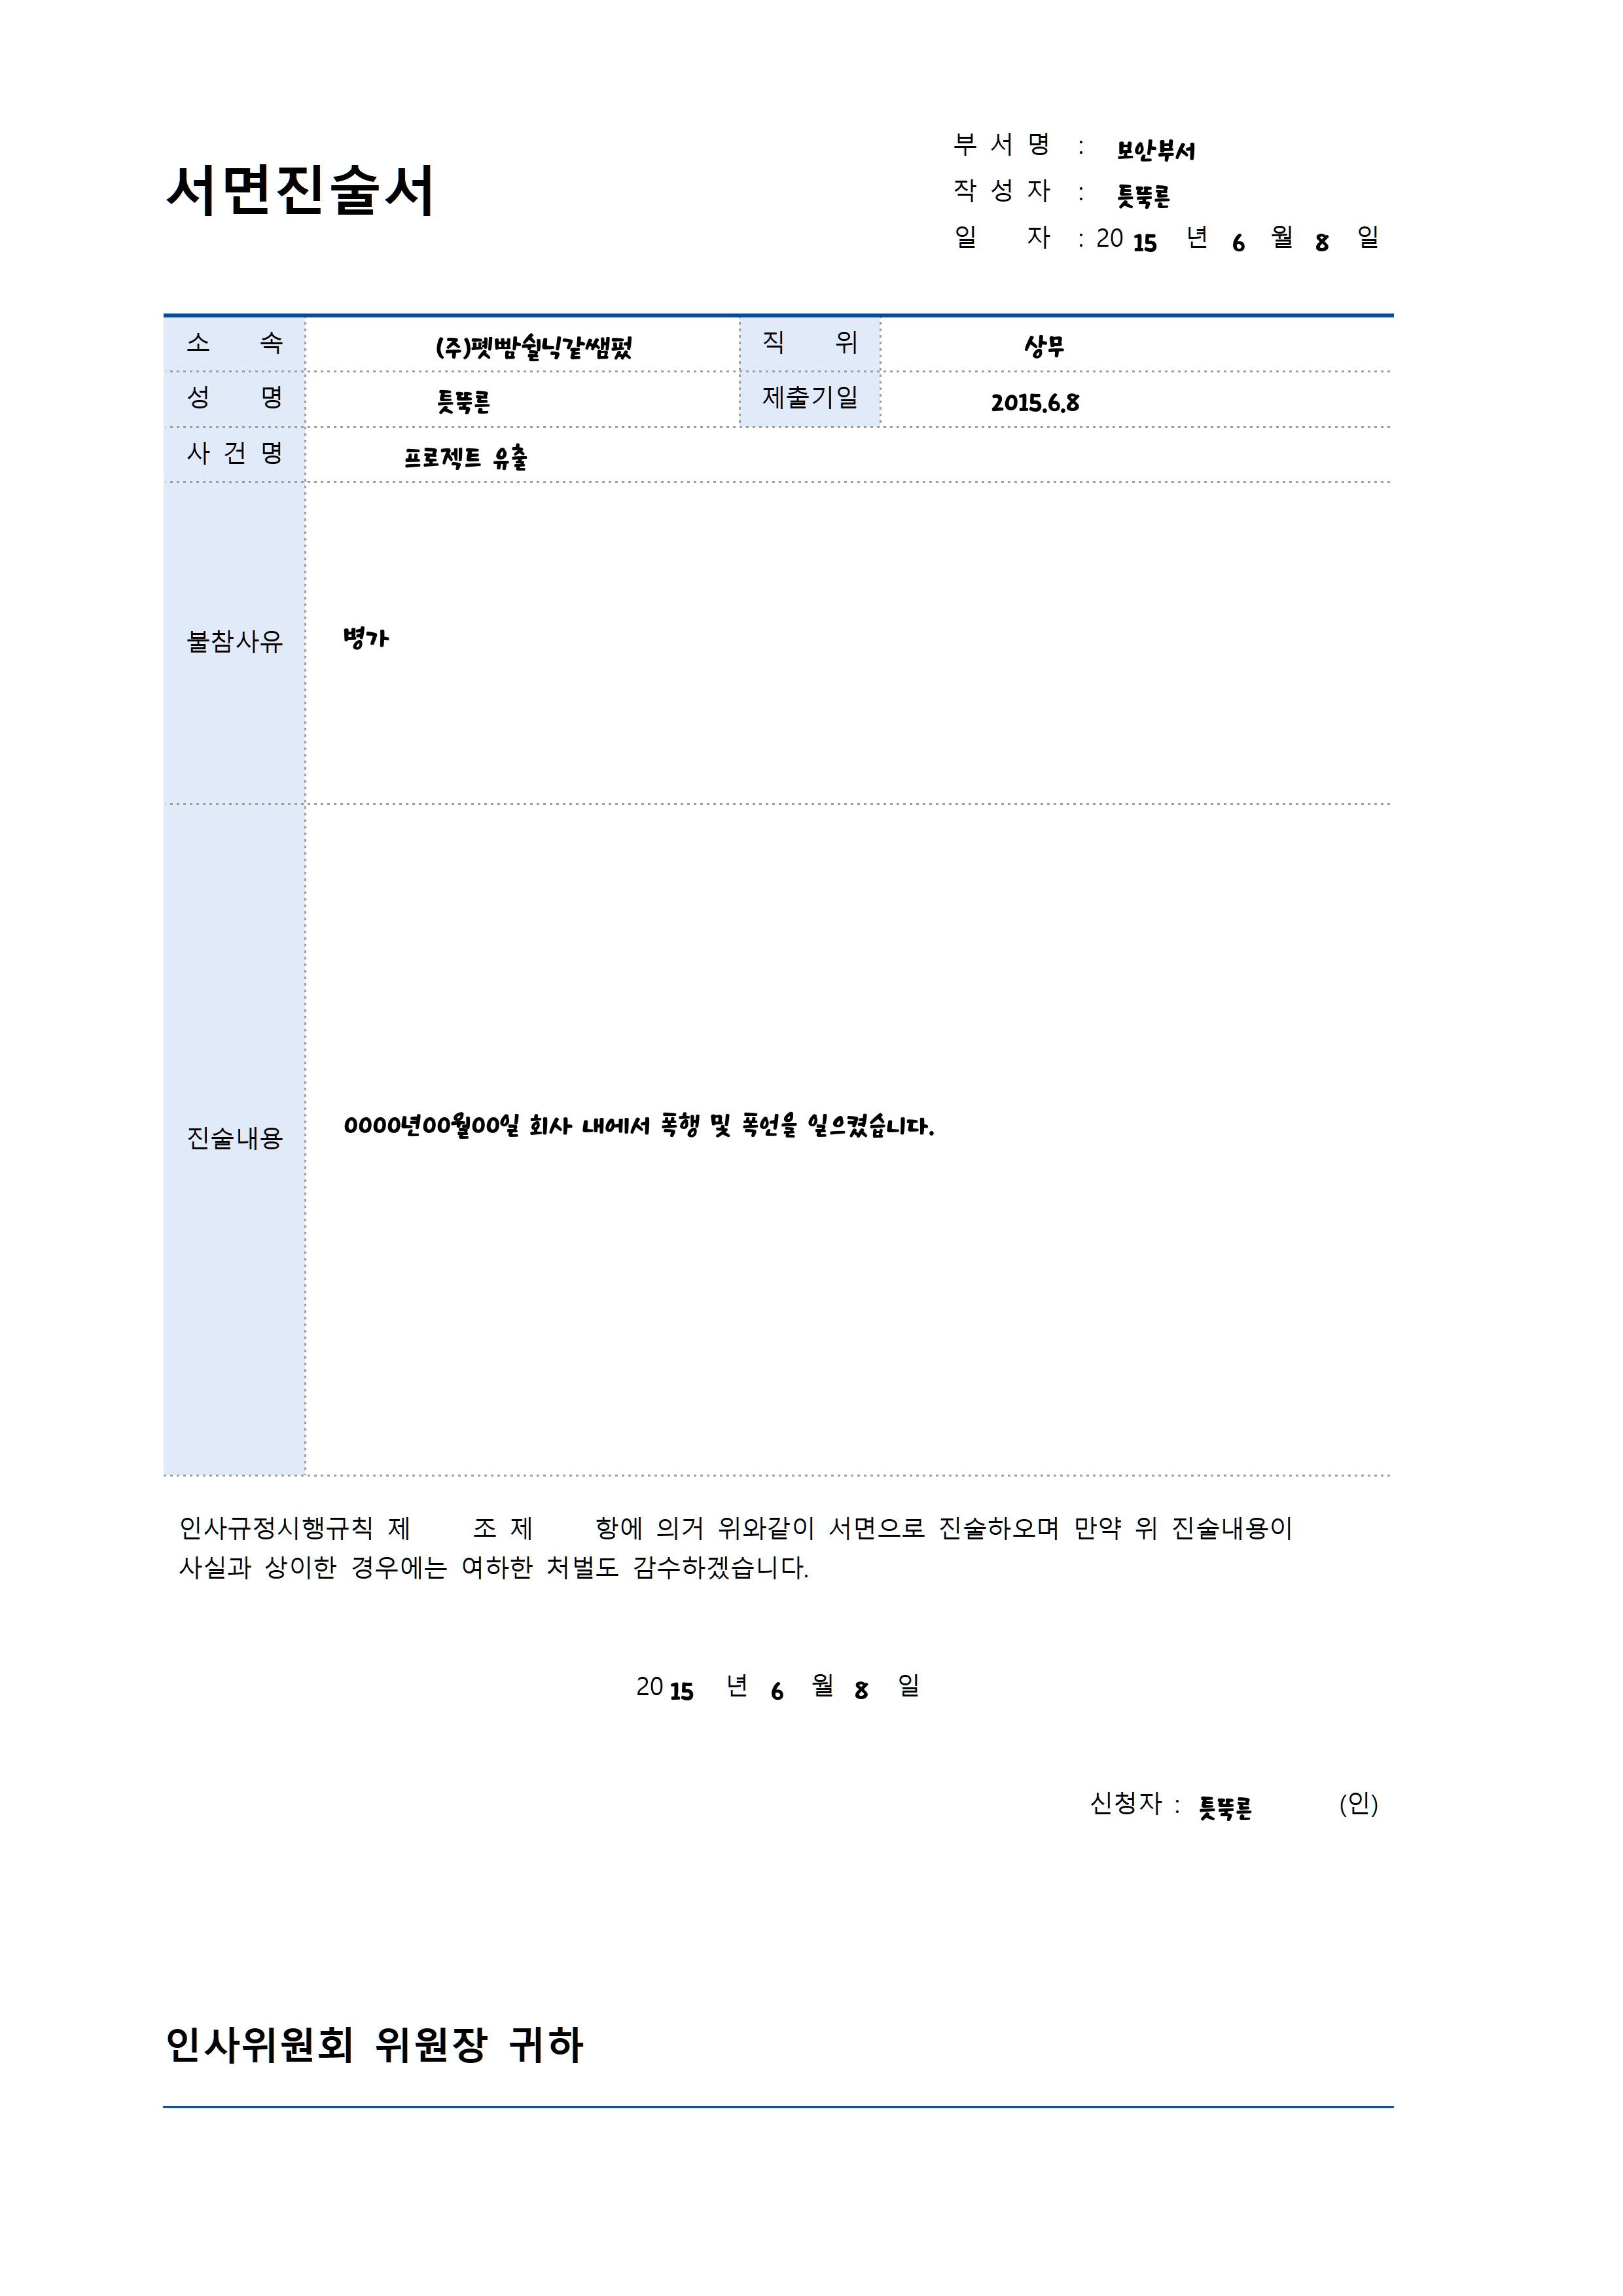 서면진술서
부 서 명 : 보안부서
작 성 자 : 틋뚝른
일 자 : 20 15 년 6 월 8 일
소 속 (주)펫빰쉴닉같쌤펐 직 위 상무
성 명 틋뚝른 제출기일 2015.6.8
사 건 명 프로젝트 유출
불참사유 병가
진술내용 0000년00월00일 회사 내에서 폭행 및 폭언을 일으켰습니다.
인사규정시행규칙 제 조 제 항에 의거 위와같이 서면으로 진술하오며 만약 위 진술내용이
사실과 상이한 경우에는 여하한 처벌도 감수하겠습니다.
20 15 년 6 월 8 일
신청자 : 틋뚝른 (인)
인사위원회 위원장 귀하